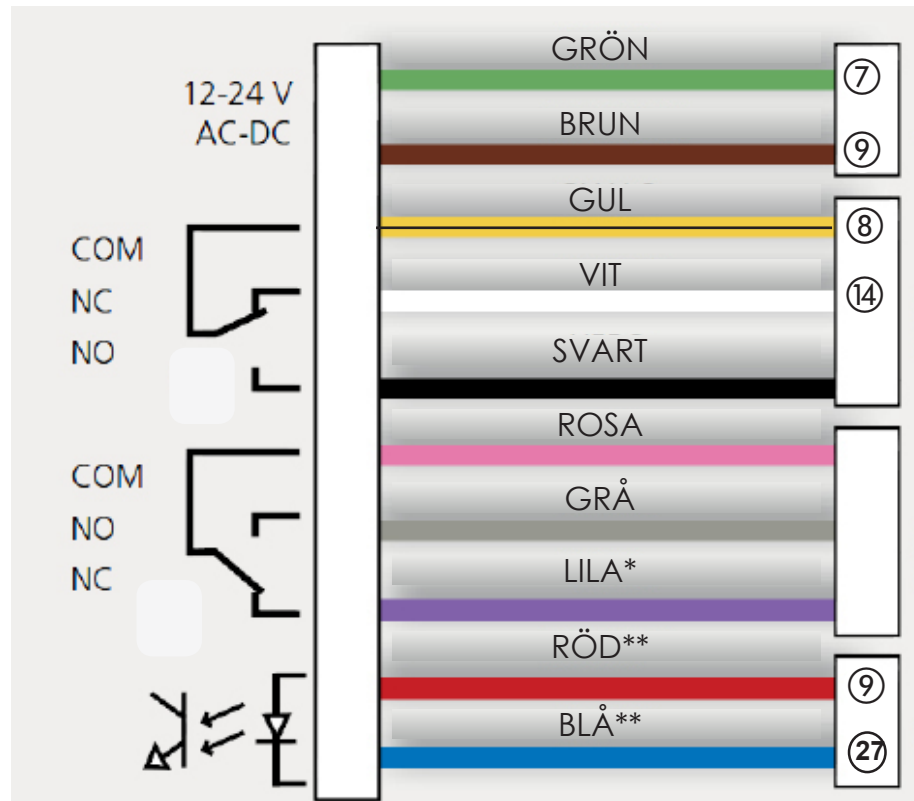 12-24 V
AC-DC
COM
NC
NO
COM
NO
NC
GRÖN
BRUN
GUL
VIT
SVART
ROSA
GRÅ
LILA*
RÖD**
BLÅ**
7
9
8
14
9
27